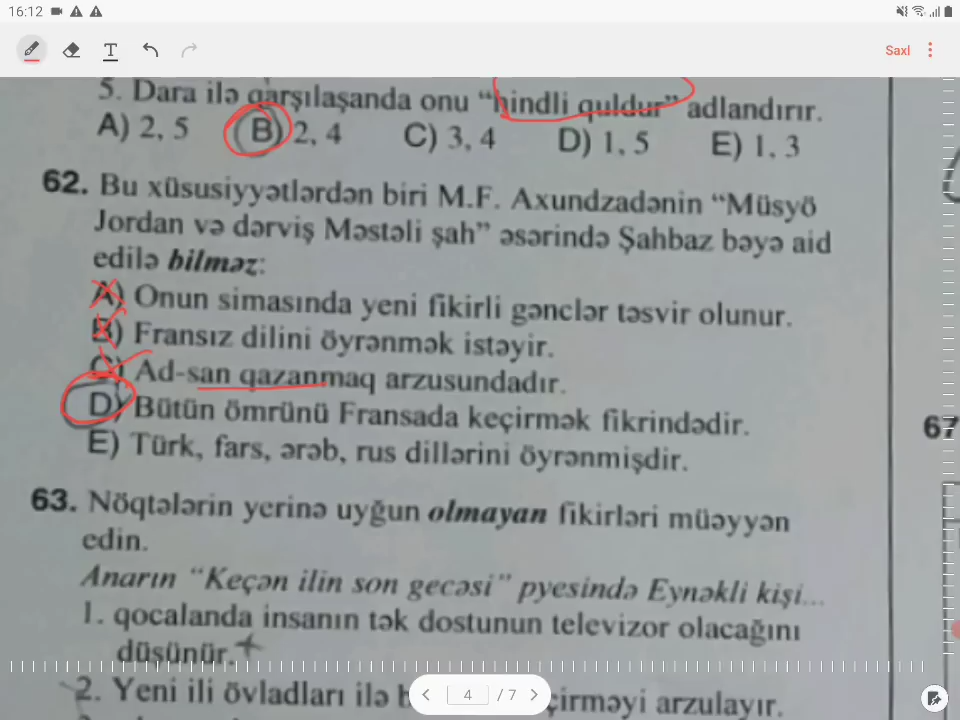 16:12
T
Saxl
5. Dara ilə qarşılaşanda onu “hindli quldur” adlandırır.
A) 2, 5 B) 2, 4 C) 3, 4 D) 1, 5 E) 1, 3
62. Bu xüsusiyyətlərdən biri M.F. Axundzadənin “Müsyö
Jordan və dərviş Məstəli şah” əsərində Şahbaz bəyə aid
edilə bilməz:
A) Onun simasında yeni fikirli gənclər təsvir olunur.
B) Fransız dilini öyrənmək istəyir.
C) Ad-san qazanmaq arzusundadır.
D) Bütün ömrünü Fransada keçirmək fikrindədir.
E) Türk, fars, ərəb, rus dillərini öyrənmişdir.
67
63. Nöqtələrin yerinə uyğun olmayan fikirləri müəyyən
edin.
Anarın “Keçən ilin son gecəsi” pyesində Eynəkli kişi...
1. qocalanda insanın tək dostunun televizor olacağını
düşünür.
2. Yeni ili övladları ilə b çirməyi arzulayır.
4 / 7